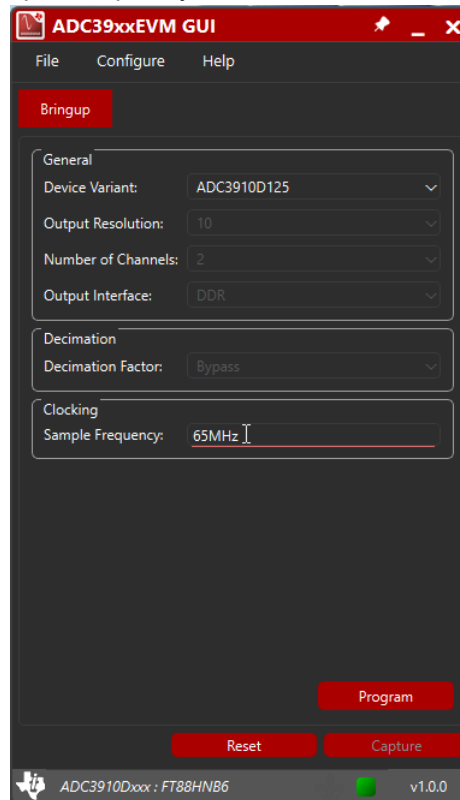 ADC39xxEVM GUI
File Configure Help
Bringup
General
Device Variant: ADC3910D125
Output Resolution: 10
Number of Channels: 2
Output Interface: DDR
Decimation
Decimation Factor: Bypass
Clocking
Sample Frequency: 65MHz
Program
Reset Capture
ADC3910Dxxx : FT88HNB6 v1.0.0